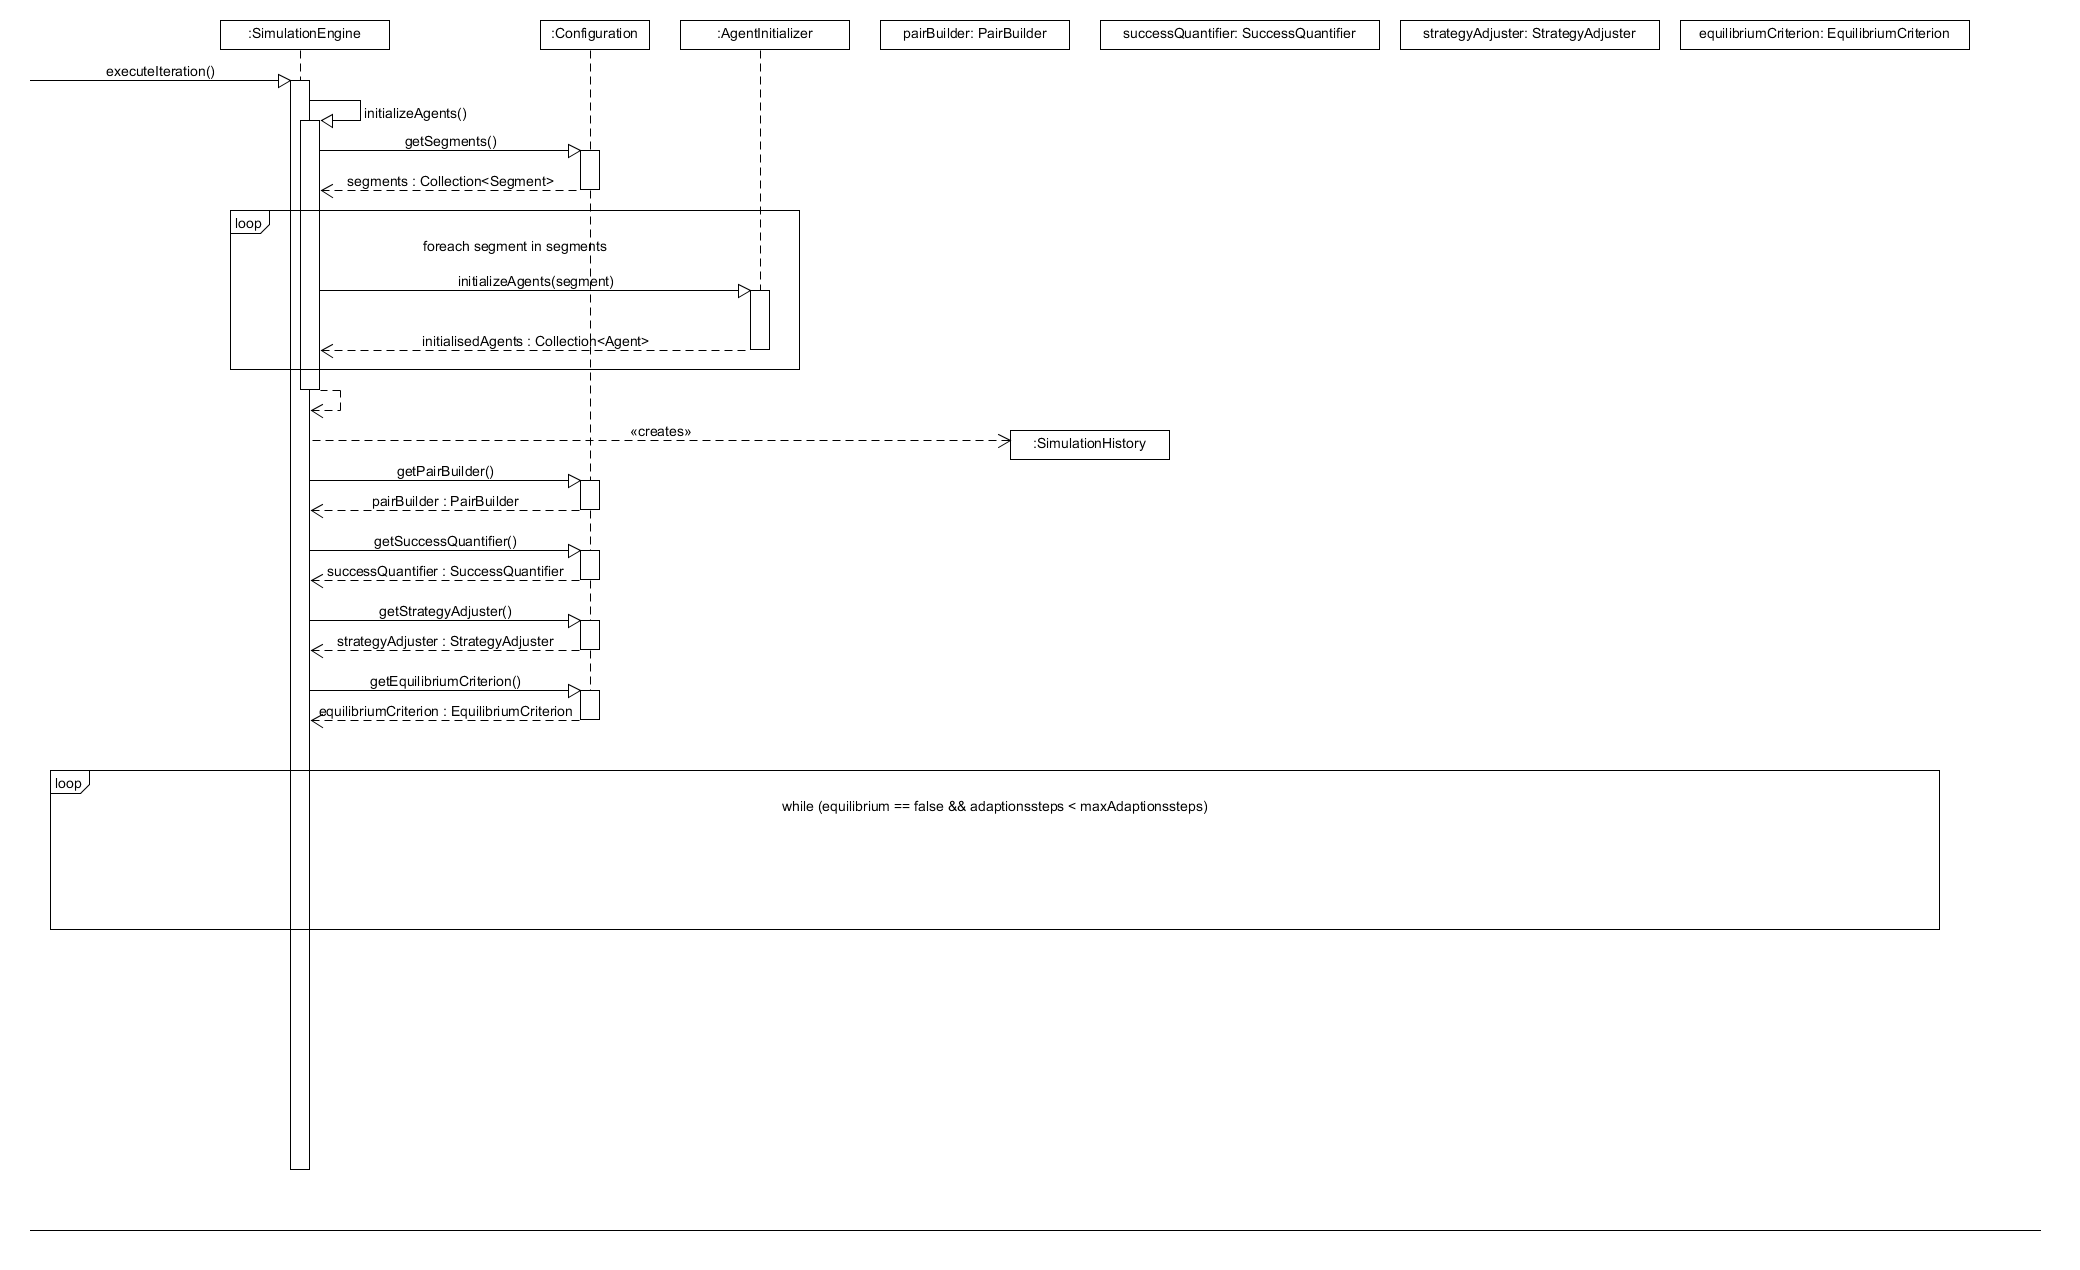 :SimulationEngine
:Configuration
:AgentInitializer
pairBuilder: PairBuilder
successQuantifier: SuccessQuantifier
strategyAdjuster: StrategyAdjuster
equilibriumCriterion: EquilibriumCriterion
executeIteration()
initializeAgents()
getSegments()
segments : Collection<Segment>
loop
foreach segment in segments
initializeAgents(segment)
initialisedAgents : Collection<Agent>
«creates»
:SimulationHistory
getPairBuilder()
pairBuilder : PairBuilder
getSuccessQuantifier()
successQuantifier : SuccessQuantifier
getStrategyAdjuster()
strategyAdjuster : StrategyAdjuster
getEquilibriumCriterion()
equilibriumCriterion : EquilibriumCriterion
loop
while (equilibrium == false && adaptionssteps < maxAdaptionssteps)